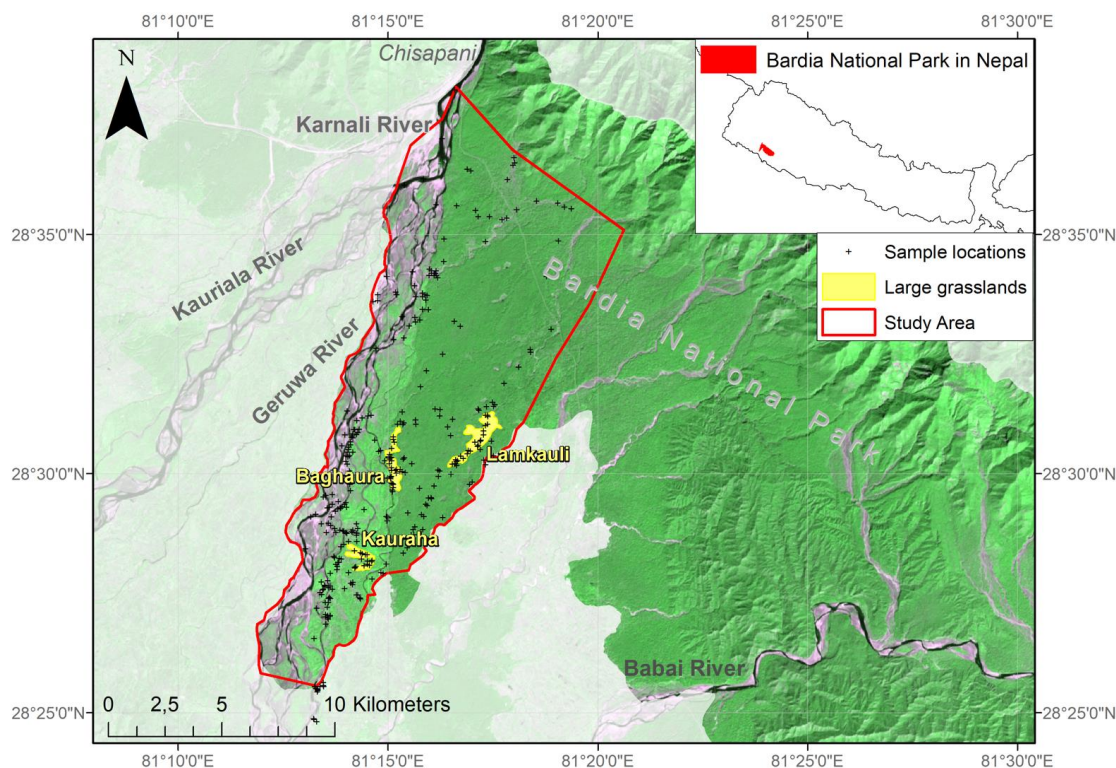 81°10'0"E 81°15'0"E 81°20'0"E 81°25'0"E 81°30'0"E
N
Chisapani
Bardia National Park in Nepal
Karnali River
28°35'0"N 28°35'0"N
Sample locations
Large grasslands
Study Area
Kauriala River
Geruwa River
Bardia National Park
Lamkauli
28°30'0"N 28°30'0"N
Baghaura
Kauraha
Babai River
0 2,5 5 10 Kilometers
28°25'0"N 28°25'0"N
81°10'0"E 81°15'0"E 81°20'0"E 81°25'0"E 81°30'0"E